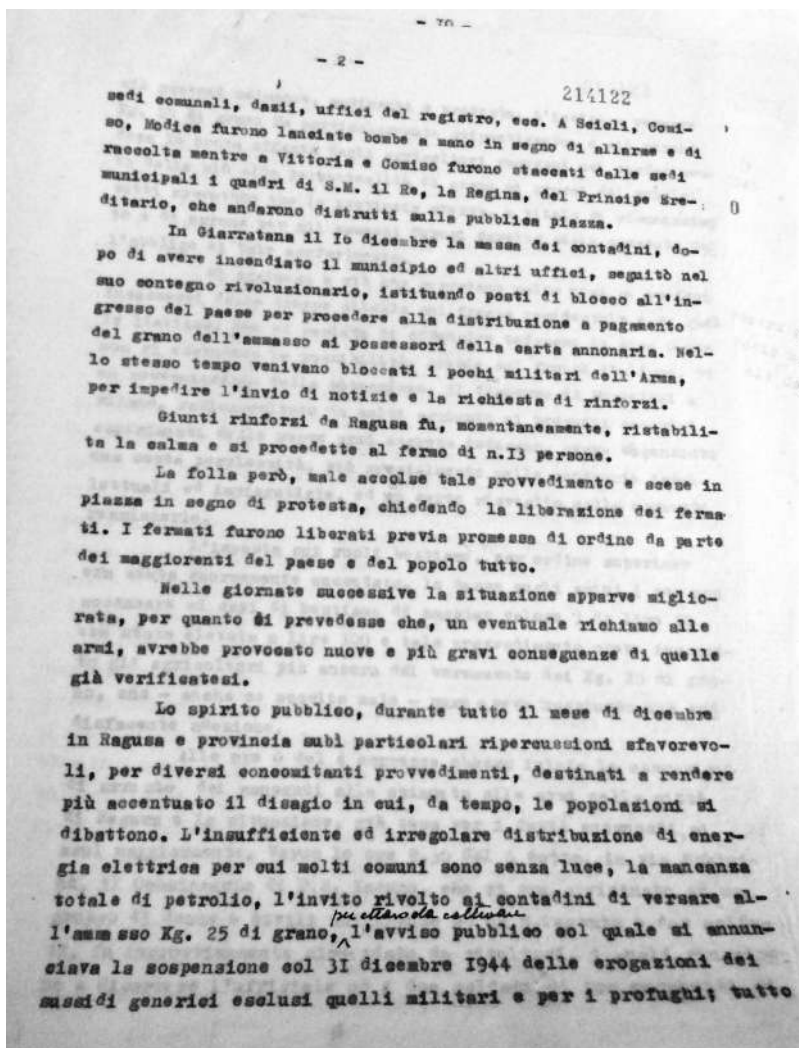 - IO -
- 2 -
214122
sedi comunali, dazii, uffici del registro, ecc. A Scicli, Comi-
so, Modica furono lanciate bombe a mano in segno di allarme e di
raccolta mentre a Vittoria e Comiso furono staccati dalle sedi
municipali i quadri di S.M. il Re, la Regina, del Principe Ere-
ditario, che andarono distrutti sulla pubblica piazza.
In Giarratana il Io dicembre la massa dei contadini, do-
po di avere incendiato il municipio ed altri uffici, seguitò nel
suo contegno rivoluzionario, istituendo posti di blocco all'in-
gresso del paese per procedere alla distribuzione a pagamento
del grano dell'ammasso ai possessori della carta annonaria. Nel-
lo stesso tempo venivano bloccati i pochi militari dell'Arma,
per impedire l'invio di notizie e la richiesta di rinforzi.
Giunti rinforzi da Ragusa fu, momentaneamente, ristabili-
ta la calma e si procedette al fermo di n.I3 persone.
La folla però, male accolse tale provvedimento e scese in
piazza in segno di protesta, chiedendo la liberazione dei ferma
ti. I fermati furono liberati previa promessa di ordine da parte
dei maggiorenti del paese e del popolo tutto.
Nelle giornate successive la situazione apparve miglio-
rata, per quanto si prevedesse che, un eventuale richiamo alle
armi, avrebbe provocato nuove e più gravi conseguenze di quelle
già verificatesi.
Lo spirito pubblico, durante tutto il mese di dicembre
in Ragusa e provincia subì particolari ripercussioni sfavorevo-
li, per diversi concomitanti provvedimenti, destinati a rendere
più accentuato il disagio in cui, da tempo, le popolazioni si
dibattono. L'insufficiente ed irregolare distribuzione di ener-
gia elettrica per cui molti comuni sono senza luce, la mancanza
totale di petrolio, l'invito rivolto ai contadini di versare al-
per ettaro da coltivare
l'ammasso Kg. 25 di grano, l'avviso pubblico col quale si annun-
ciava la sospensione col 3I dicembre I944 delle erogazioni dei
sussidi generici esclusi quelli militari e per i profughi; tutto